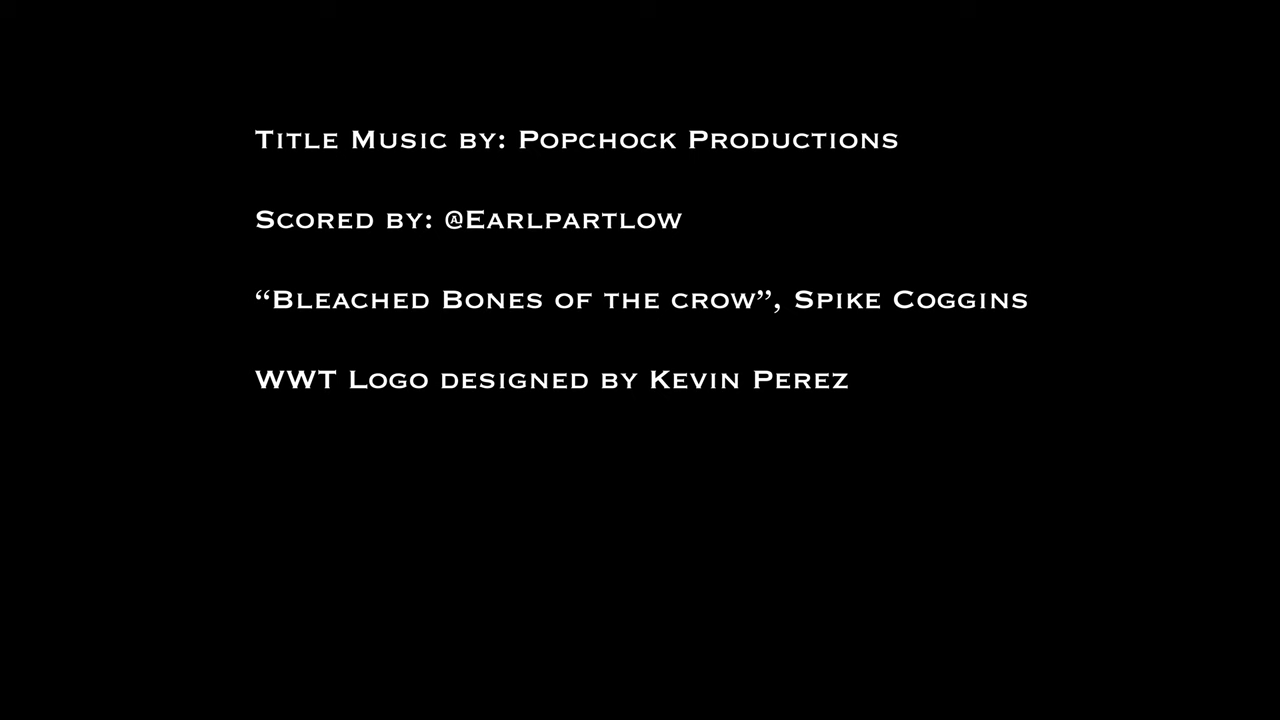 Title Music by: Popchock Productions
Scored by: @Earlpartlow
“Bleached Bones of the crow”, Spike Coggins
WWT Logo designed by Kevin Perez